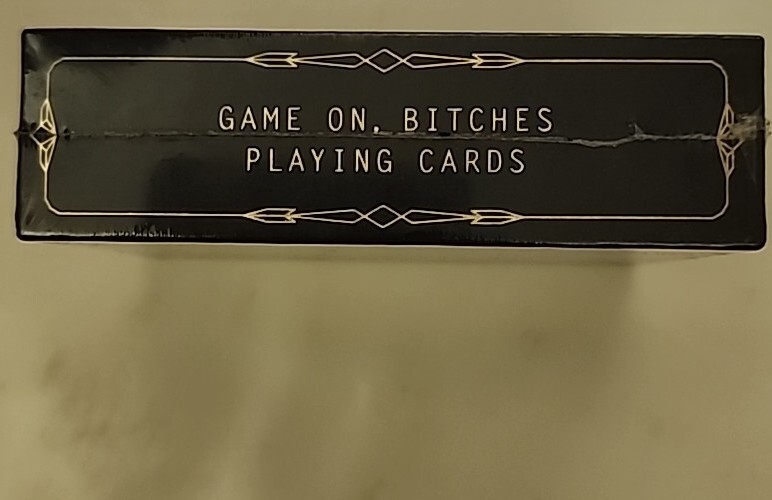 GAME ON, BITCHES
PLAYING CARDS